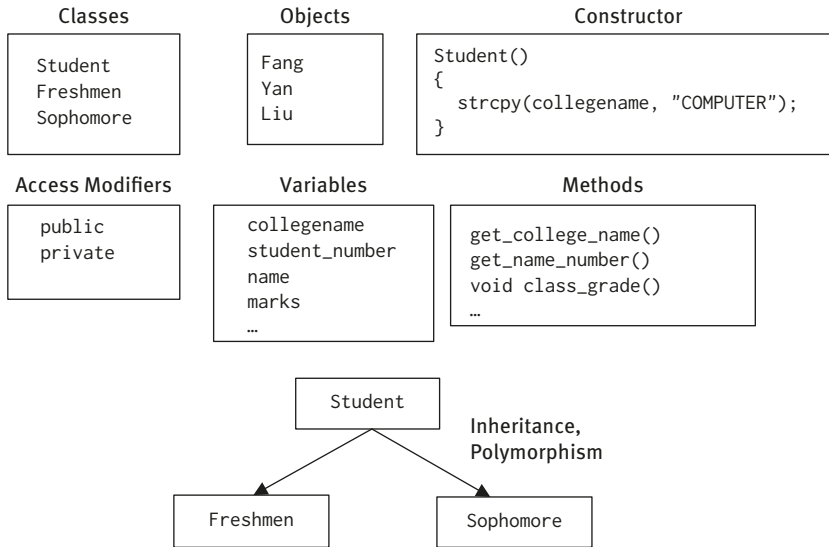 Classes
Objects
Constructor
Student
Freshmen
Sophomore
Fang
Yan
Liu
Student()
{
strcpy(collegename, "COMPUTER");
}
Access Modifiers
Variables
Methods
public
private
collegename
student_number
name
marks
…
get_college_name()
get_name_number()
void class_grade()
…
Student
Inheritance,
Polymorphism
Freshmen
Sophomore